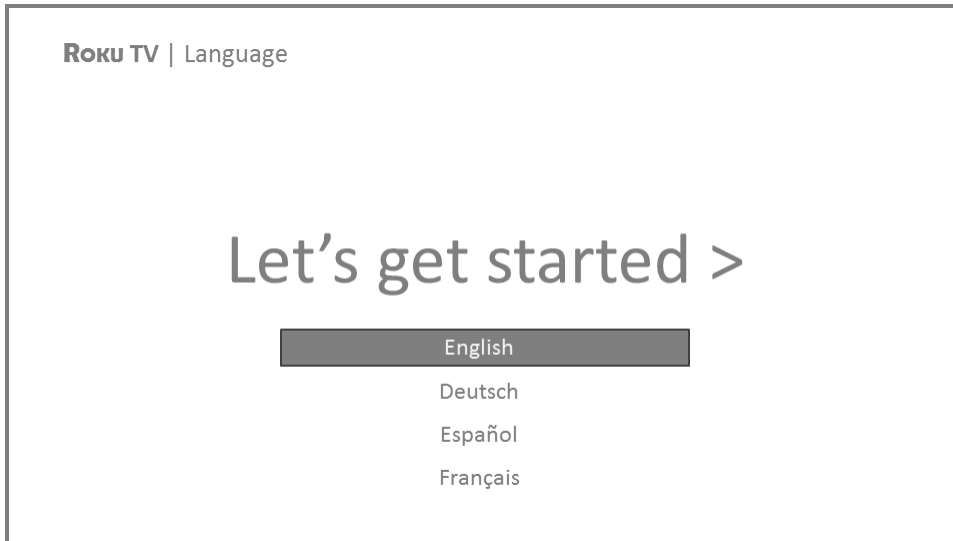 Roku TV | Language
Let’s get started >
English
Deutsch
Español
Français